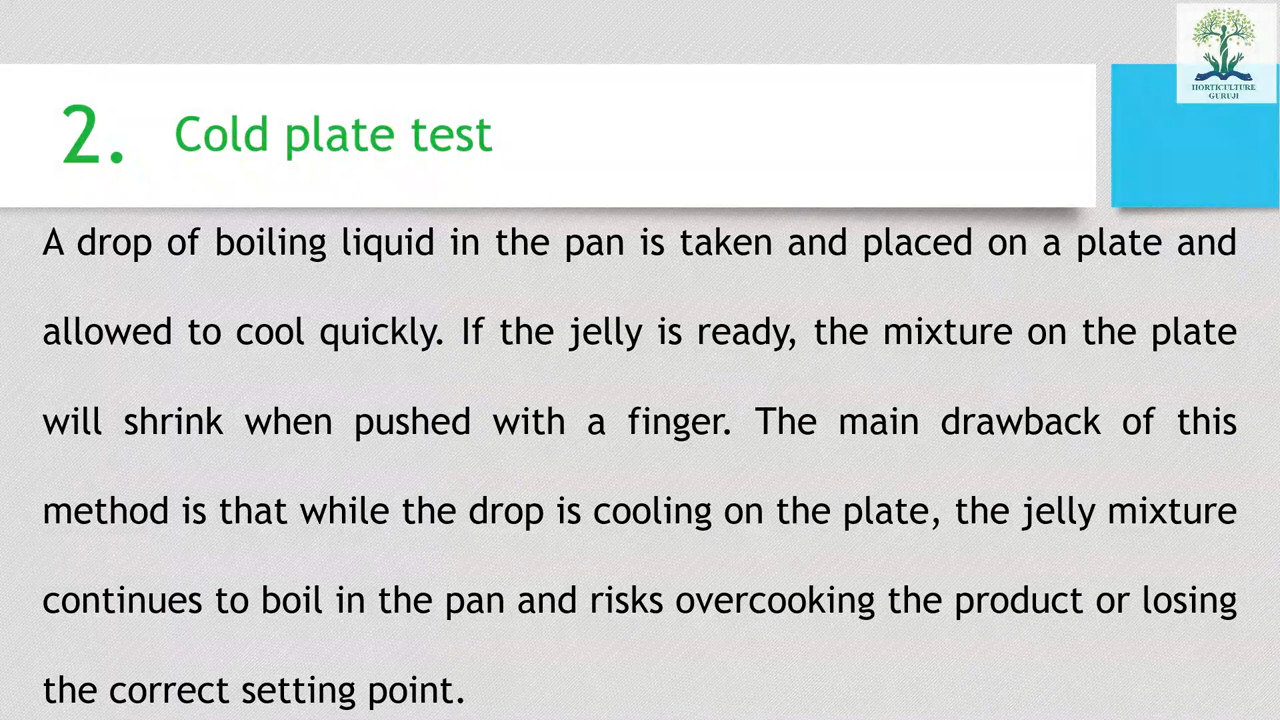 HORTICULTURE
GURUJI
2. Cold plate test
A drop of boiling liquid in the pan is taken and placed on a plate and
allowed to cool quickly. If the jelly is ready, the mixture on the plate
will shrink when pushed with a finger. The main drawback of this
method is that while the drop is cooling on the plate, the jelly mixture
continues to boil in the pan and risks overcooking the product or losing
the correct setting point.